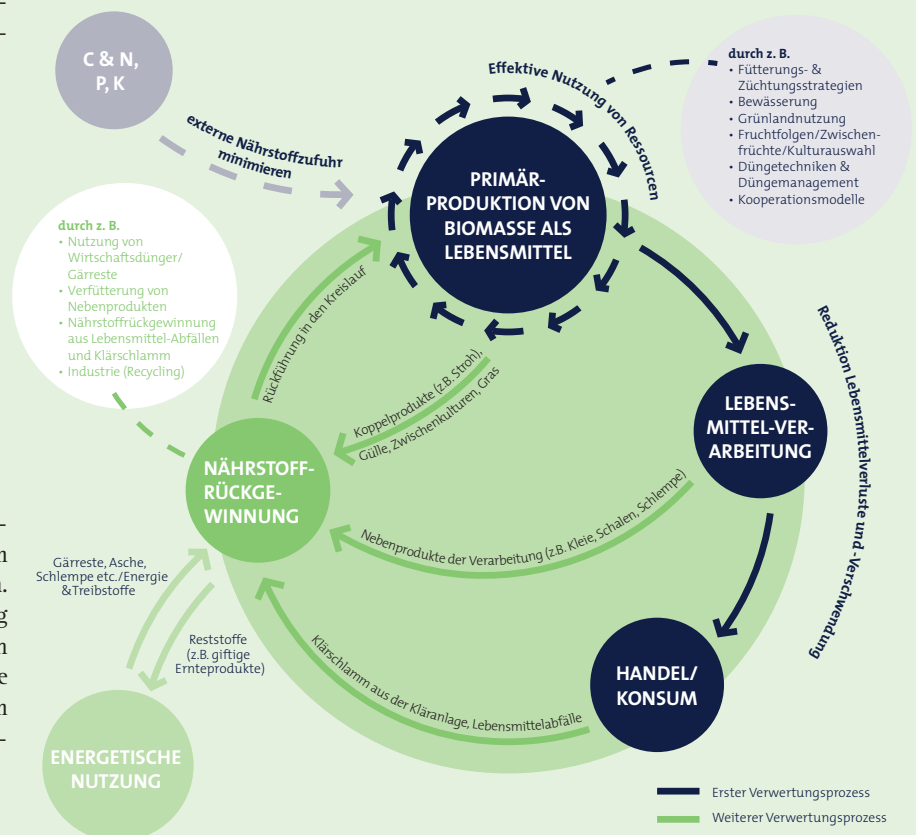 C & N,
P, K
externe Nährstoffzufuhr
minimieren
Effektive Nutzung von Ressourcen
durch z. B.
• Fütterungs- &
Züchtungsstrategien
• Bewässerung
• Grünlandnutzung
• Fruchtfolgen/Zwischen-
früchte/Kulturauswahl
• Düngetechniken &
Düngemanagement
• Kooperationsmodelle
PRIMÄR-
PRODUKTION VON
BIOMASSE ALS
LEBENSMITTEL
durch z. B.
• Nutzung von
Wirtschaftsdünger/
Gärreste
• Verfütterung von
Nebenprodukten
• Nährstoffrückgewinnung
aus Lebensmittel-Abfällen
und Klärschlamm
• Industrie (Recycling)
Rückführung in den Kreislauf
Koppelprodukte (z.B. Stroh),
Gülle, Zwischenkulturen, Gras
Reduktion Lebensmittelverluste und -Verschwendung
LEBENS-
MITTEL-VER-
ARBEITUNG
NÄHRSTOFF-
RÜCKGE-
WINNUNG
Nebenprodukte der Verarbeitung (z.B. Kleie, Schalen, Schlempe)
Gärreste, Asche,
Schlempe etc./Energie
&Treibstoffe
Reststoffe
(z.B. giftige
Ernteprodukte)
Klärschlamm aus der Kläranlage, Lebensmittelabfälle
HANDEL/
KONSUM
ENERGETISCHE
NUTZUNG
Erster Verwertungsprozess
Weiterer Verwertungsprozess